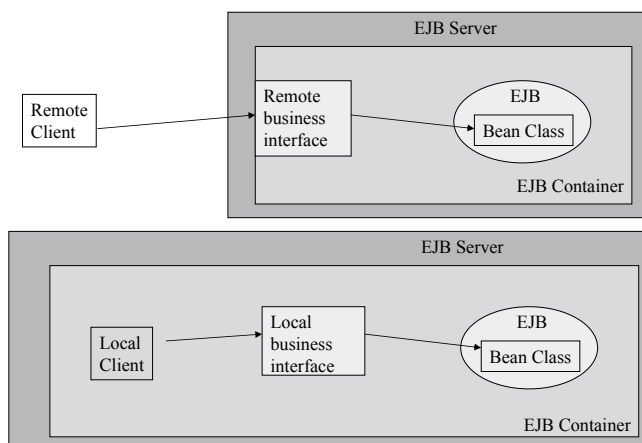 EJB Server
Remote
Client
Remote
business
interface
EJB
Bean Class
EJB Container
EJB Server
Local
Client
Local
business
interface
EJB
Bean Class
EJB Container